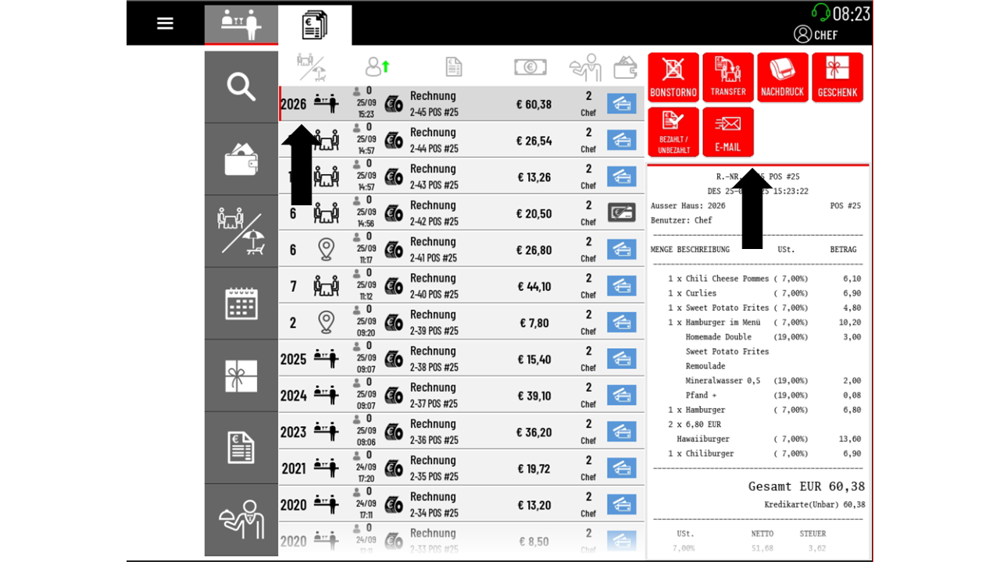 08:23
CHEF
BONSTORNO
TRANSFER
NACHDRUCK
GESCHENK
BEZAHLT /
UNBEZAHLT
E-MAIL
2026 0 25/09 15:23 Rechnung 2-45 POS #25 € 60,38 2 Chef
0 25/09 14:57 Rechnung 2-44 POS #25 € 26,54 2 Chef
0 25/09 14:57 Rechnung 2-43 POS #25 € 13,26 2 Chef
6 0 25/09 14:56 Rechnung 2-42 POS #25 € 20,50 2 Chef
6 0 25/09 11:17 Rechnung 2-41 POS #25 € 26,80 2 Chef
7 0 25/09 11:12 Rechnung 2-40 POS #25 € 44,10 2 Chef
2 0 25/09 09:20 Rechnung 2-39 POS #25 € 7,80 2 Chef
2025 0 25/09 09:07 Rechnung 2-38 POS #25 € 15,40 2 Chef
2024 0 25/09 09:07 Rechnung 2-37 POS #25 € 39,10 2 Chef
2023 0 25/09 09:06 Rechnung 2-36 POS #25 € 36,20 2 Chef
2021 0 24/09 17:20 Rechnung 2-35 POS #25 € 19,72 2 Chef
2020 0 24/09 17:11 Rechnung 2-34 POS #25 € 13,20 2 Chef
2020 0 24/09 Rechnung 2-33 POS #25 € 8,50 2 Chef
R.-NR. POS #25
DES 15:23:22
Ausser Haus: 2026 POS #25
Benutzer: Chef
MENGE BESCHREIBUNG USt. BETRAG
1 x Chili Cheese Pommes ( 7,00%) 6,10
1 x Curlies ( 7,00%) 6,90
1 x Sweet Potato Frites ( 7,00%) 4,80
1 x Hamburger im Menü ( 7,00%) 10,20
Homemade Double (19,00%) 3,00
Sweet Potato Frites
Remoulade
Mineralwasser 0,5 (19,00%) 2,00
Pfand + (19,00%) 0,08
1 x Hamburger ( 7,00%) 6,80
2 x 6,80 EUR
Hawaiiburger ( 7,00%) 13,60
1 x Chiliburger ( 7,00%) 6,90
Gesamt EUR 60,38
Kredikarte(Unbar) 60,38
USt. NETTO STEUER
7,00% 51,68 3,62